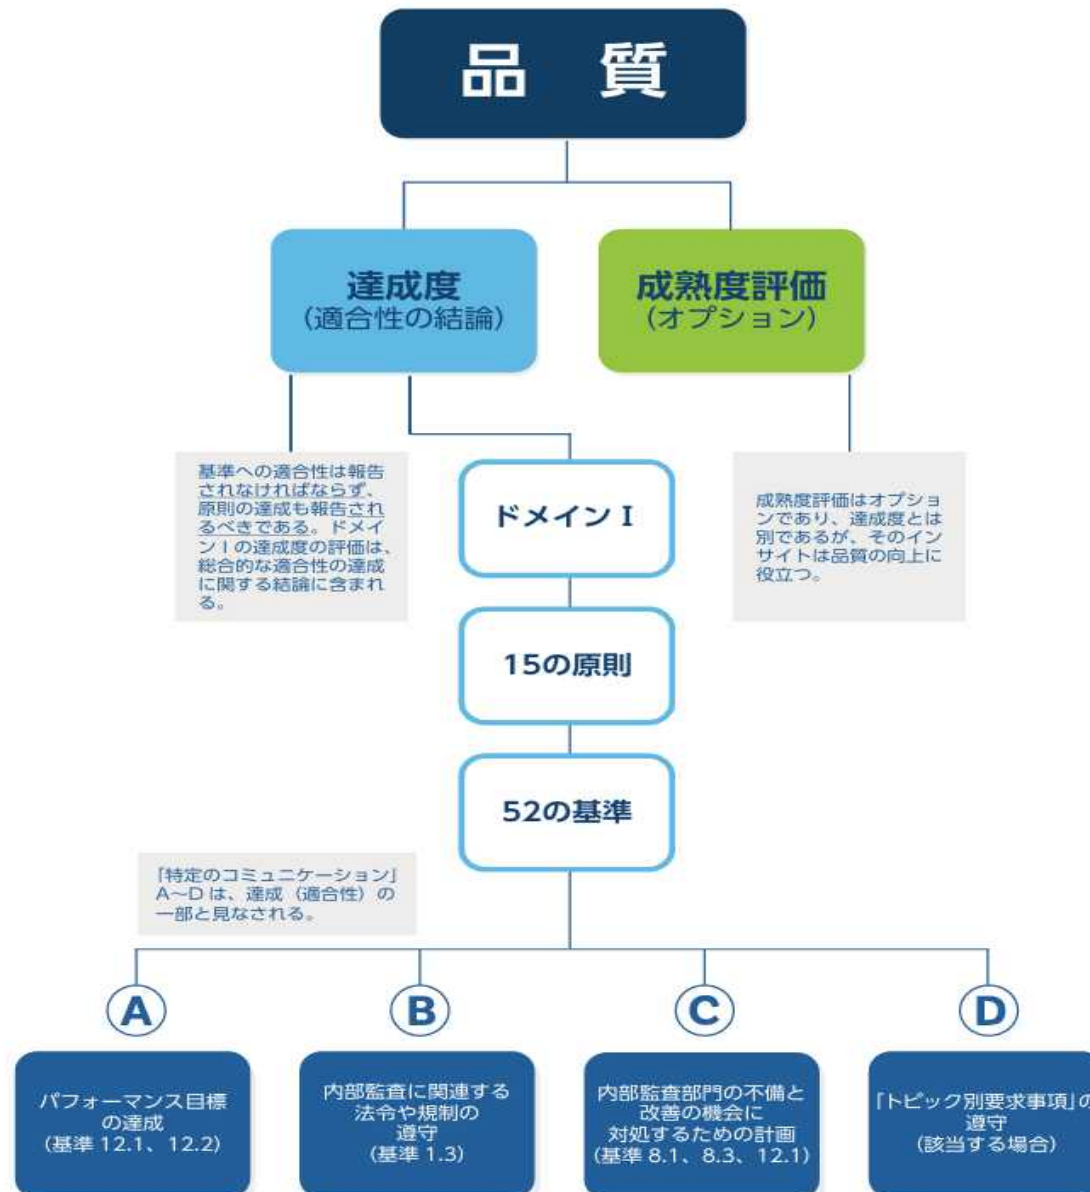 品 質
達成度
(適合性の結論)
成熟度評価
(オプション)
基準への適合性は報告
されなければならず、
原則の達成も報告され
るべきである。ドメイ
ンⅠの達成度の評価は、
総合的な適合性の達成
に関する結論に含まれ
る。
ドメイン Ⅰ
成熟度評価はオプショ
ンであり、達成度とは
別であるが、そのイン
サイトは品質の向上に
役立つ。
15の原則
52の基準
「特定のコミュニケーション」
A～D は、達成（適合性）の
一部と見なされる。
A
B
C
D
パフォーマンス目標
の達成
(基準 12.1、12.2)
内部監査に関連する
法令や規制の
遵守
(基準 1.3)
内部監査部門の不備と
改善の機会に
対処するための計画
(基準 8.1、8.3、12.1)
「トピック別要求事項」の
遵守
(該当する場合)